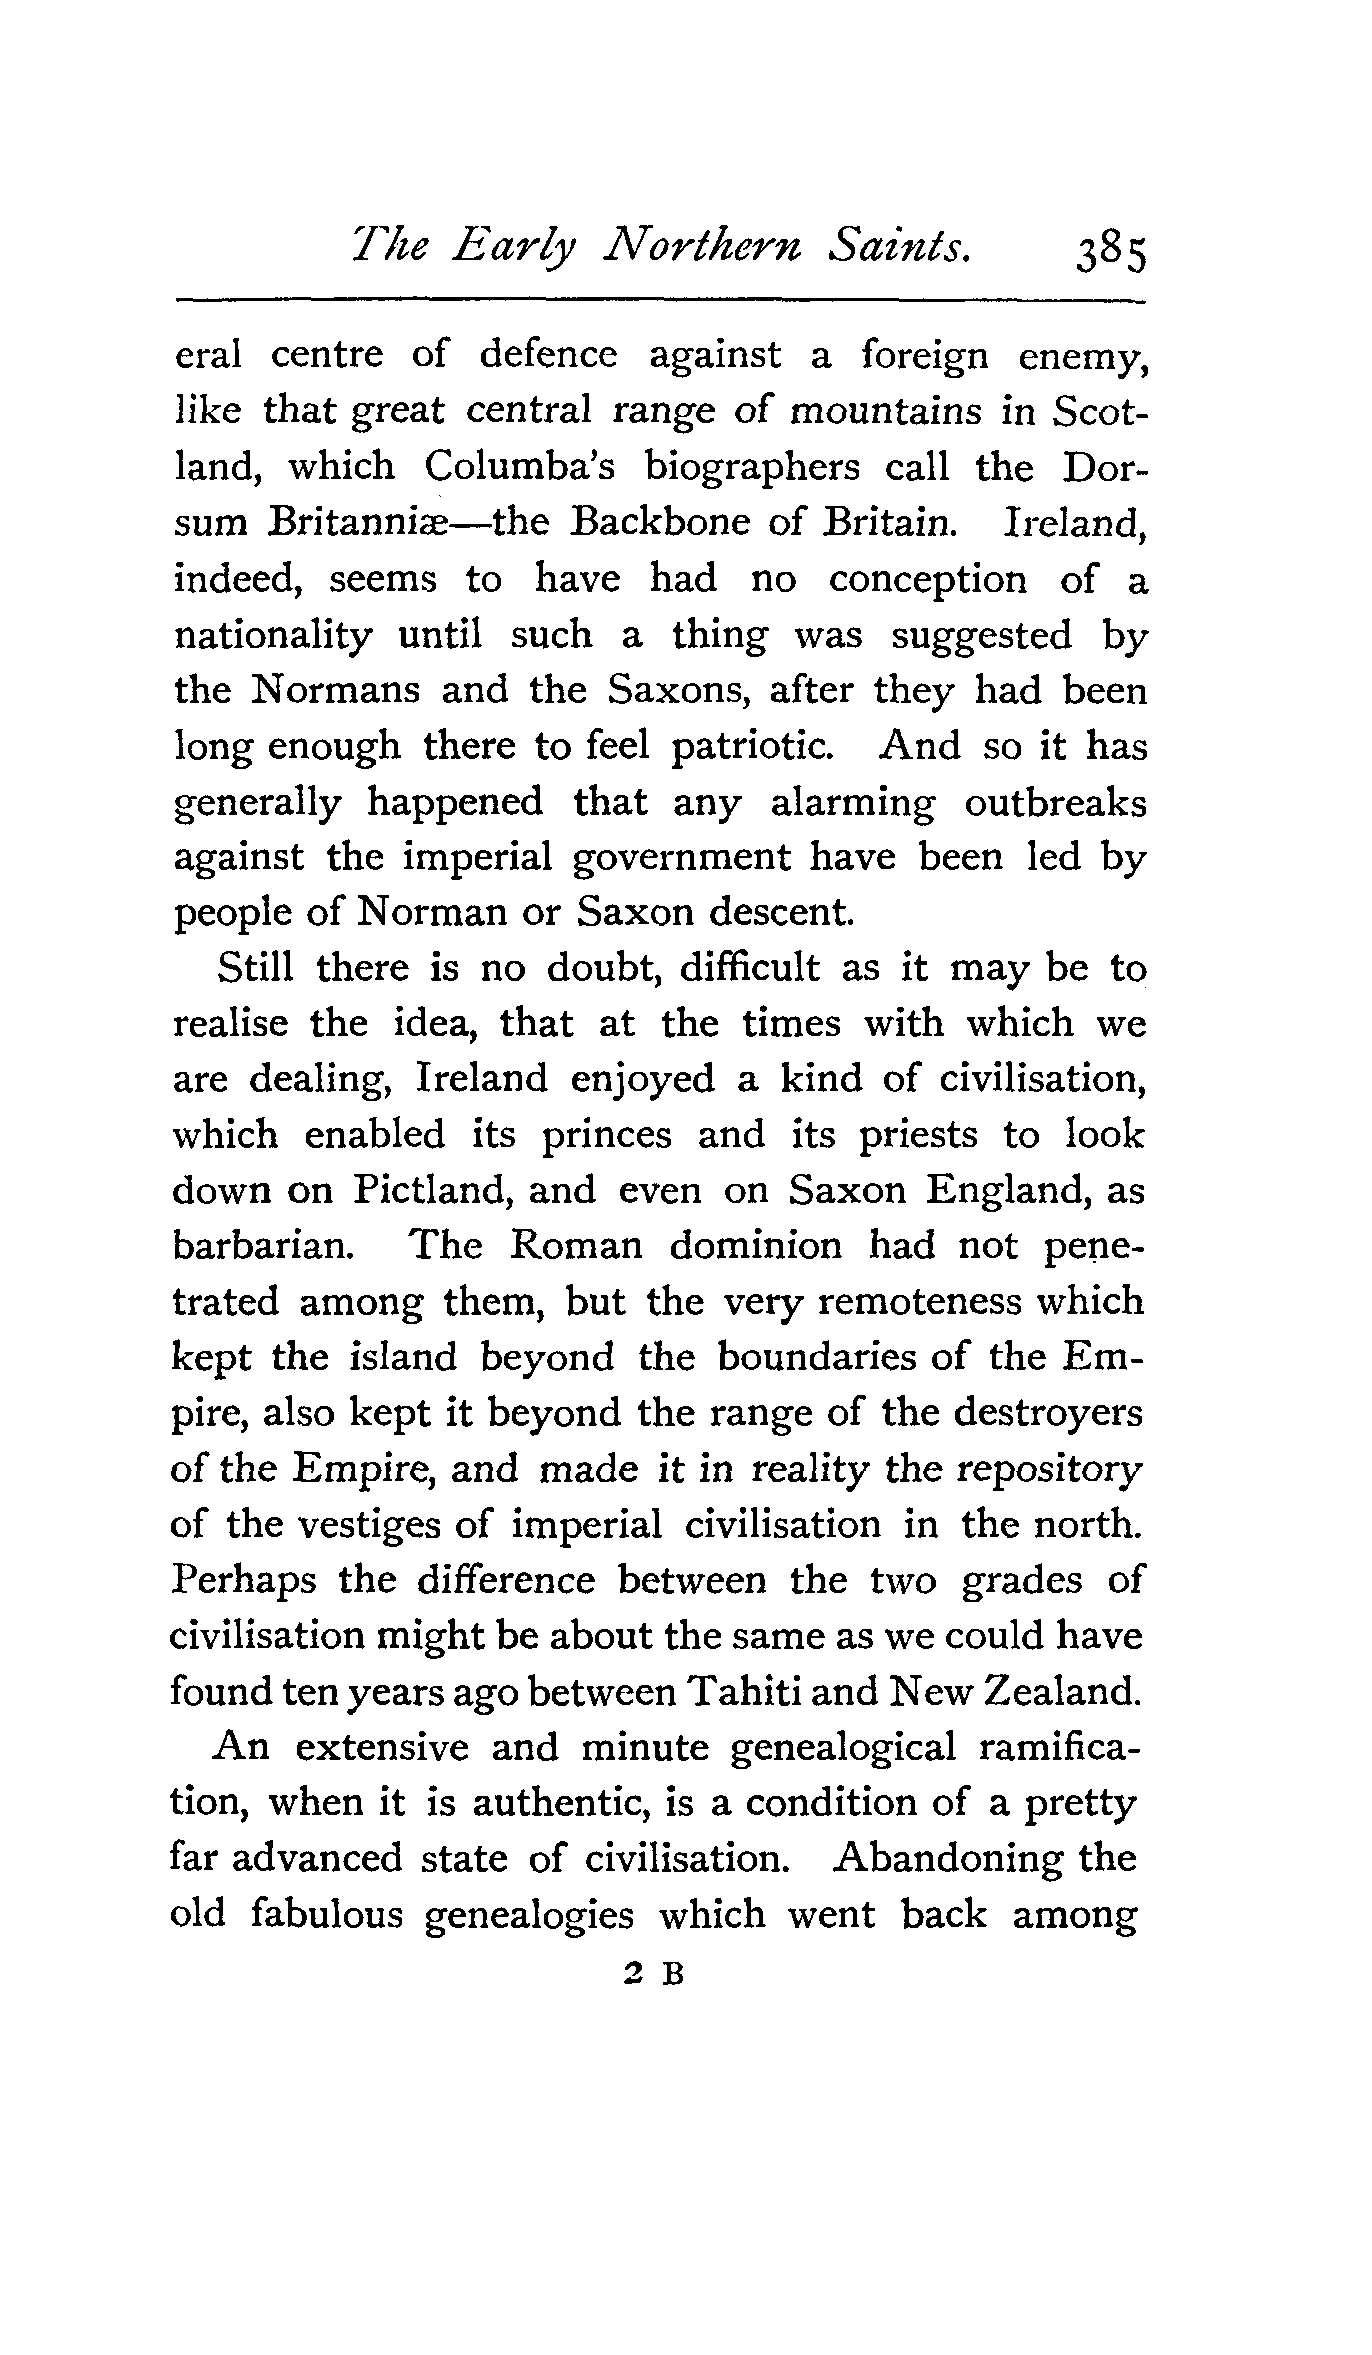 The Early Northern Saints. 385
eral centre of defence against a foreign enemy,
like that great central range of mountains in Scot-
land, which Columba's biographers call the Dor-
sum Britanniæ—the Backbone of Britain. Ireland,
indeed, seems to have had no conception of a
nationality until such a thing was suggested by
the Normans and the Saxons, after they had been
long enough there to feel patriotic. And so it has
generally happened that any alarming outbreaks
against the imperial government have been led by
people of Norman or Saxon descent.
Still there is no doubt, difficult as it may be to
realise the idea, that at the times with which we
are dealing, Ireland enjoyed a kind of civilisation,
which enabled its princes and its priests to look
down on Pictland, and even on Saxon England, as
barbarian. The Roman dominion had not pene-
trated among them, but the very remoteness which
kept the island beyond the boundaries of the Em-
pire, also kept it beyond the range of the destroyers
of the Empire, and made it in reality the repository
of the vestiges of imperial civilisation in the north.
Perhaps the difference between the two grades of
civilisation might be about the same as we could have
found ten years ago between Tahiti and New Zealand.
An extensive and minute genealogical ramifica-
tion, when it is authentic, is a condition of a pretty
far advanced state of civilisation. Abandoning the
old fabulous genealogies which went back among
2 B